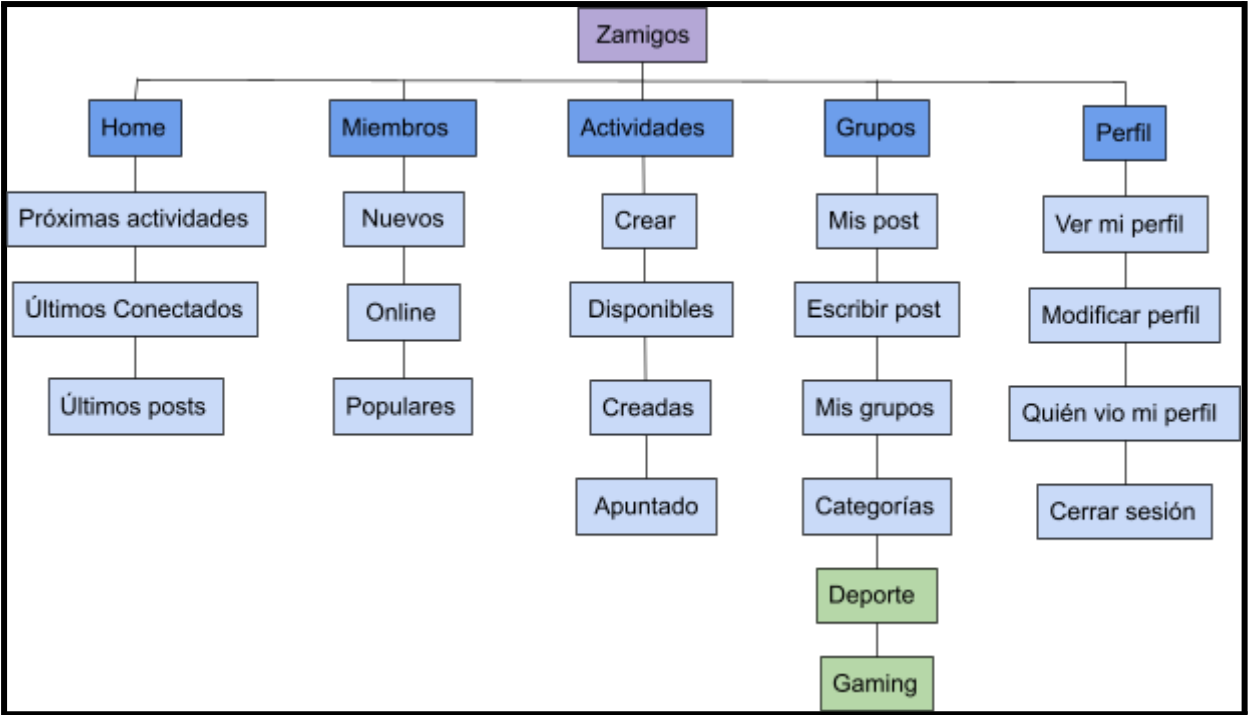 Zamigos
Home
Miembros
Actividades
Grupos
Perfil
Próximas actividades
Nuevos
Crear
Mis post
Ver mi perfil
Últimos Conectados
Online
Disponibles
Escribir post
Modificar perfil
Últimos posts
Populares
Creadas
Mis grupos
Quién vio mi perfil
Apuntado
Categorías
Cerrar sesión
Deporte
Gaming